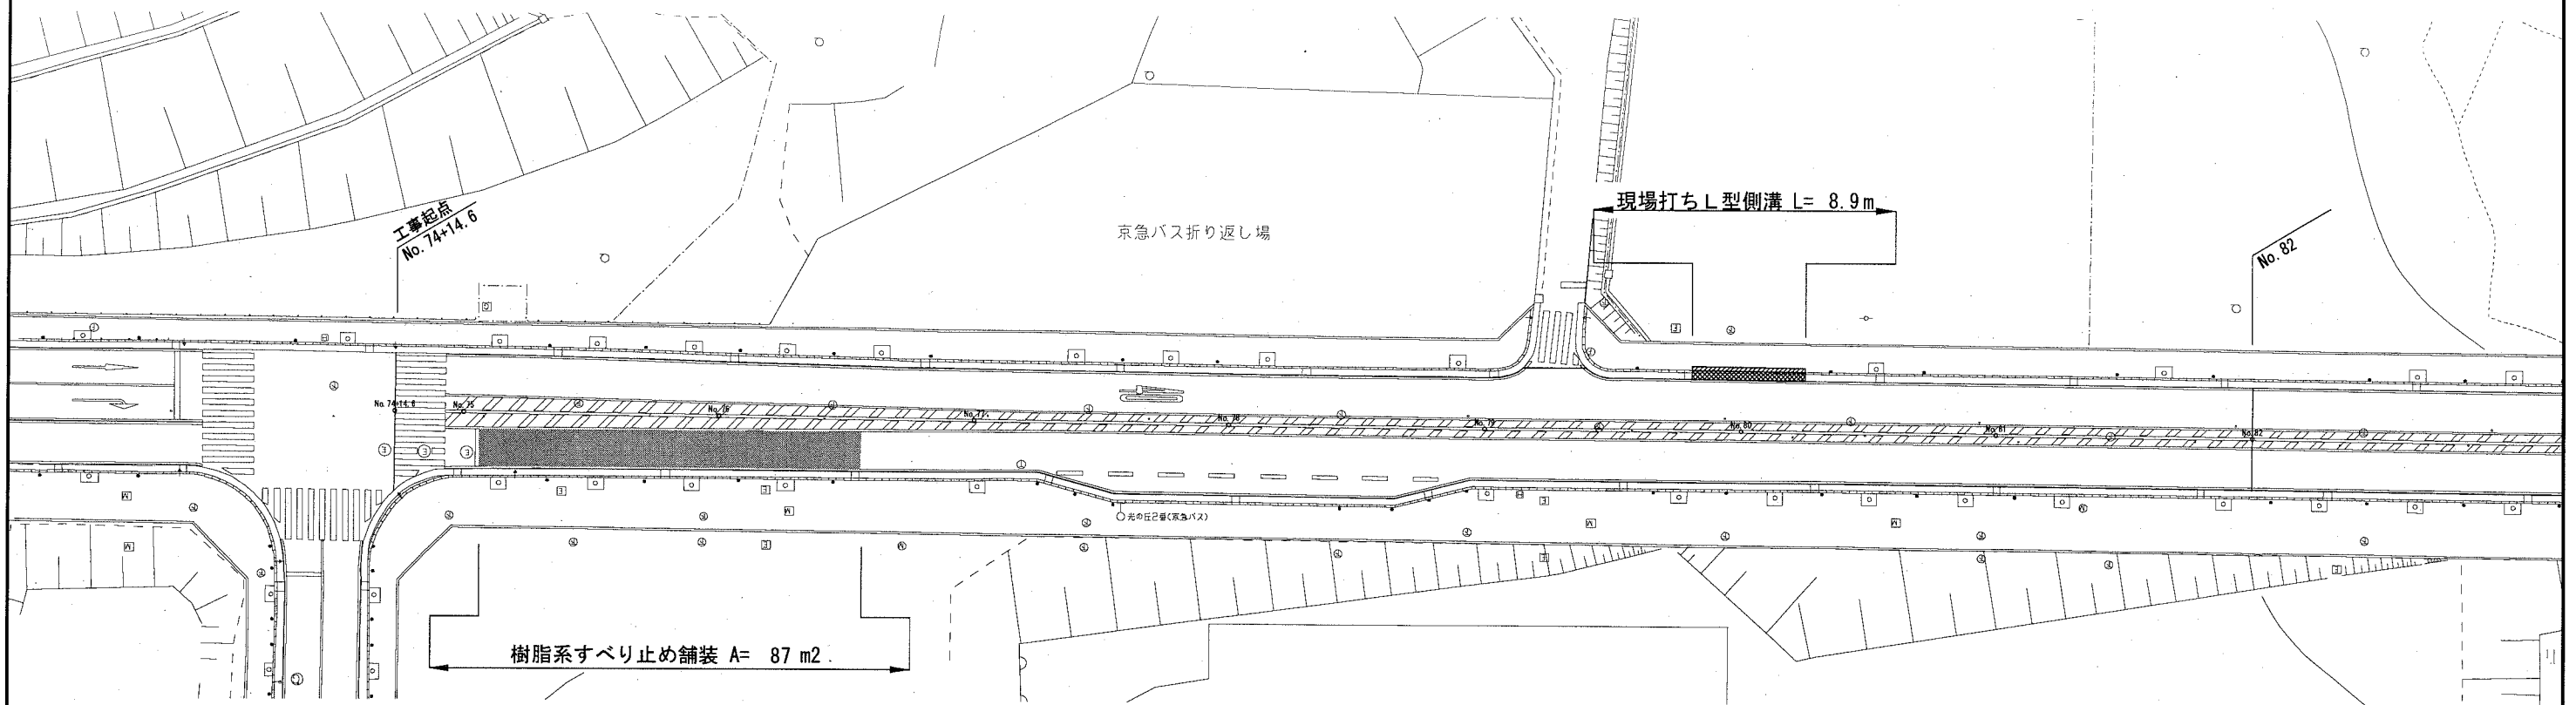 工事起点
No. 74+14.6
京急バス折り返し場
現場打ちL型側溝 L= 8.9m
No. 82
No. 74+14.6
No. 75
No. 76
No. 77
No. 78
No. 79
No. 80
No. 81
No. 82
光の丘2番(京急バス)
樹脂系すべり止め舗装 A= 87 m2